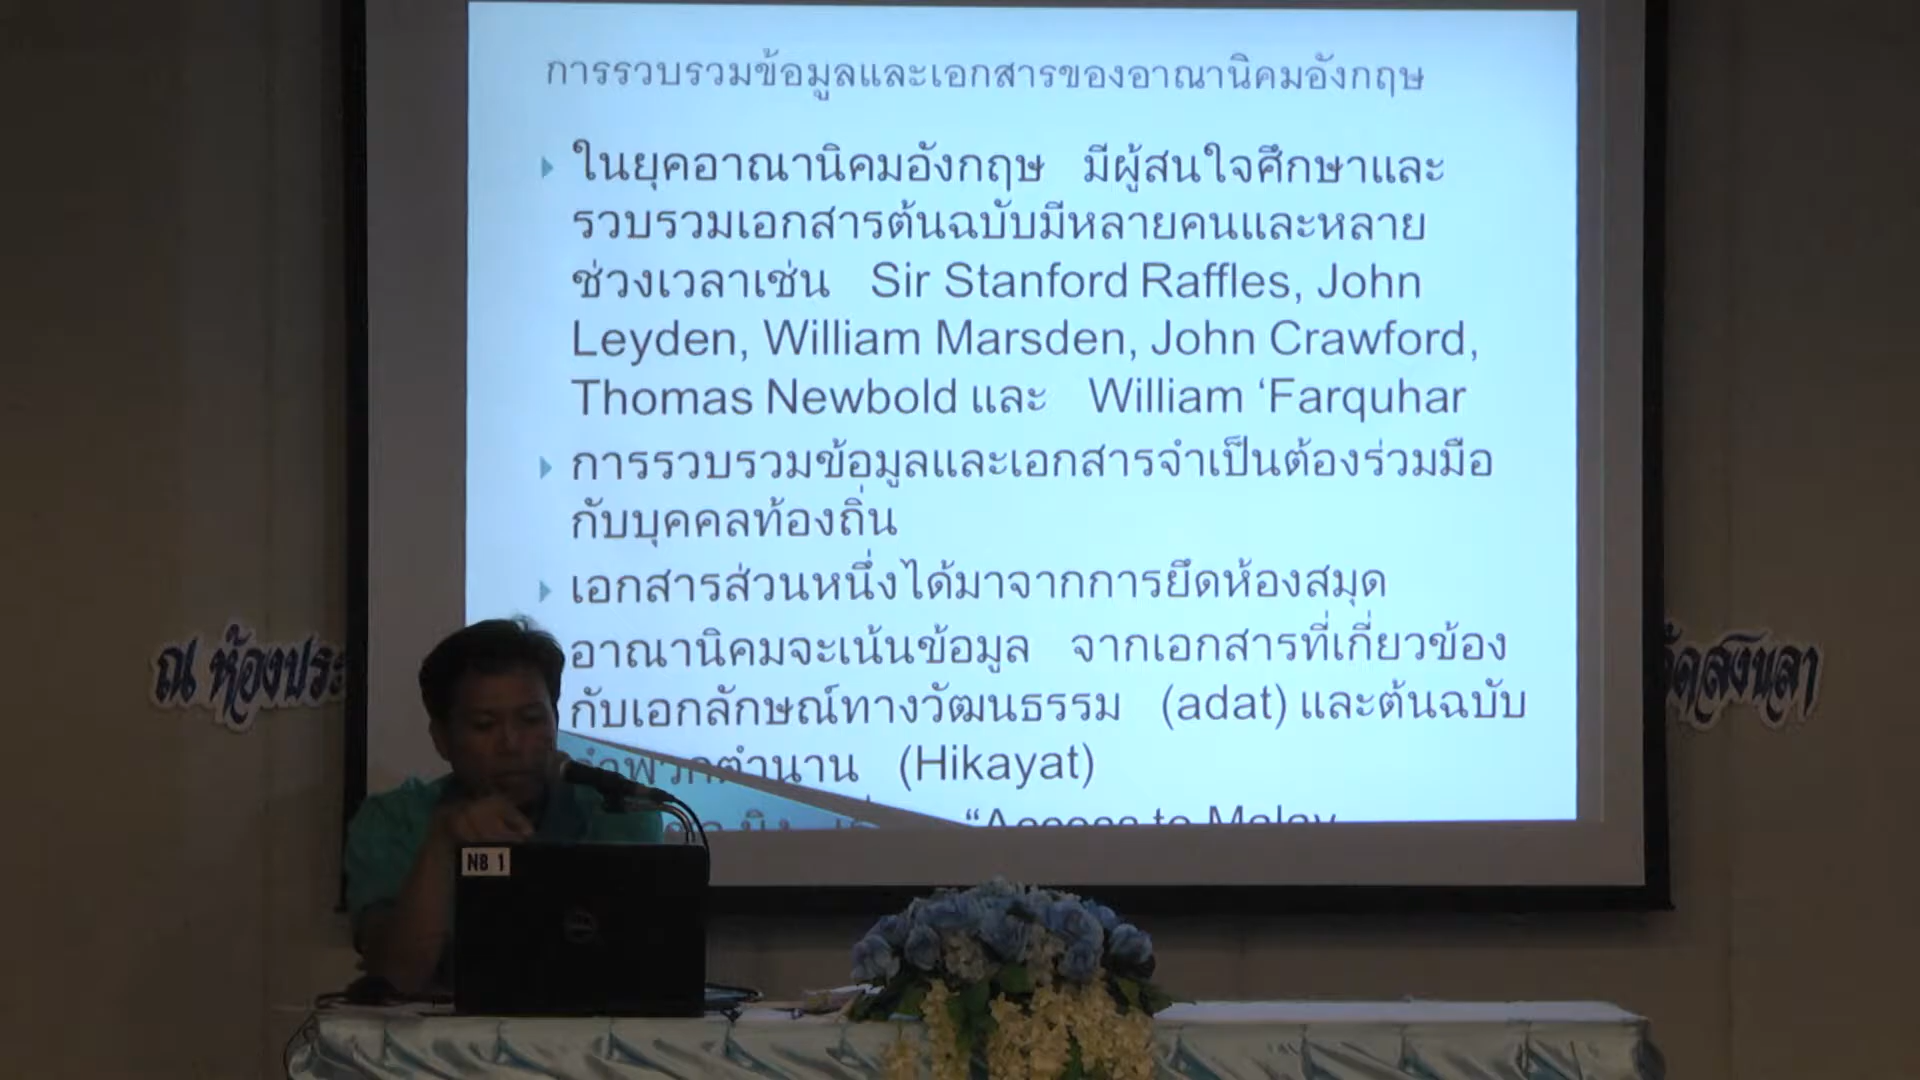 การรวบรวมข้อมูลและเอกสารของอาณานิคมอังกฤษ
ในยุคอาณานิคมอังกฤษ มีผู้สนใจศึกษาและ
รวบรวมเอกสารต้นฉบับมีหลายคนและหลาย
ช่วงเวลาเช่น Sir Stanford Raffles, John
Leyden, William Marsden, John Crawford,
Thomas Newbold และ William ‘Farquhar
การรวบรวมข้อมูลและเอกสารจำเป็นต้องร่วมมือ
กับบุคคลท้องถิ่น
เอกสารส่วนหนึ่งได้มาจากการยึดห้องสมุด
อาณานิคมจะเน้นข้อมูล จากเอกสารที่เกี่ยวข้อง
กับเอกลักษณ์ทางวัฒนธรรม (adat) และต้นฉบับ
จำพวกตำนาน (Hikayat)
“Access to Malay
ณ ห้องประ
สงขลา
NB 1